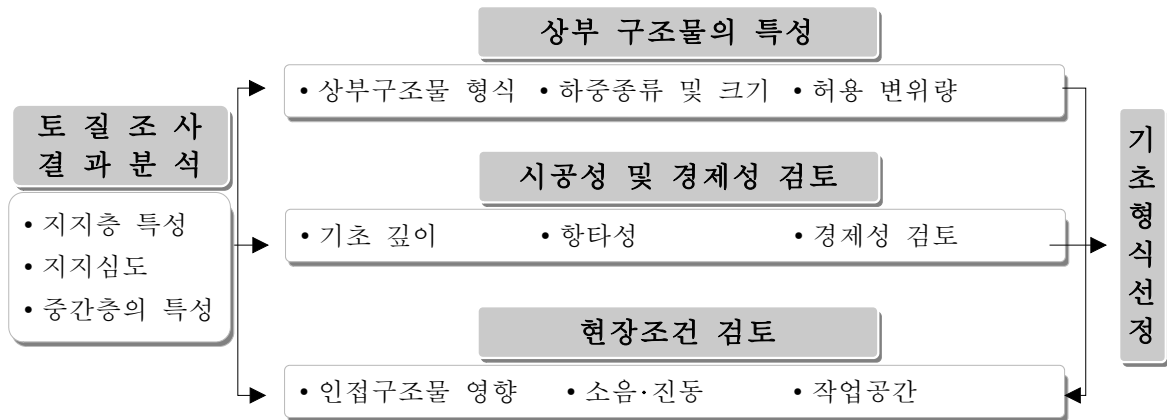 토 질 조 사
결 과 분 석
• 지지층 특성
• 지지심도
• 중간층의 특성
상부 구조물의 특성
• 상부구조물 형식 • 하중종류 및 크기 • 허용 변위량
시공성 및 경제성 검토
• 기초 깊이 • 항타성 • 경제성 검토
현장조건 검토
• 인접구조물 영향 • 소음·진동 • 작업공간
기
초
형
식
선
정